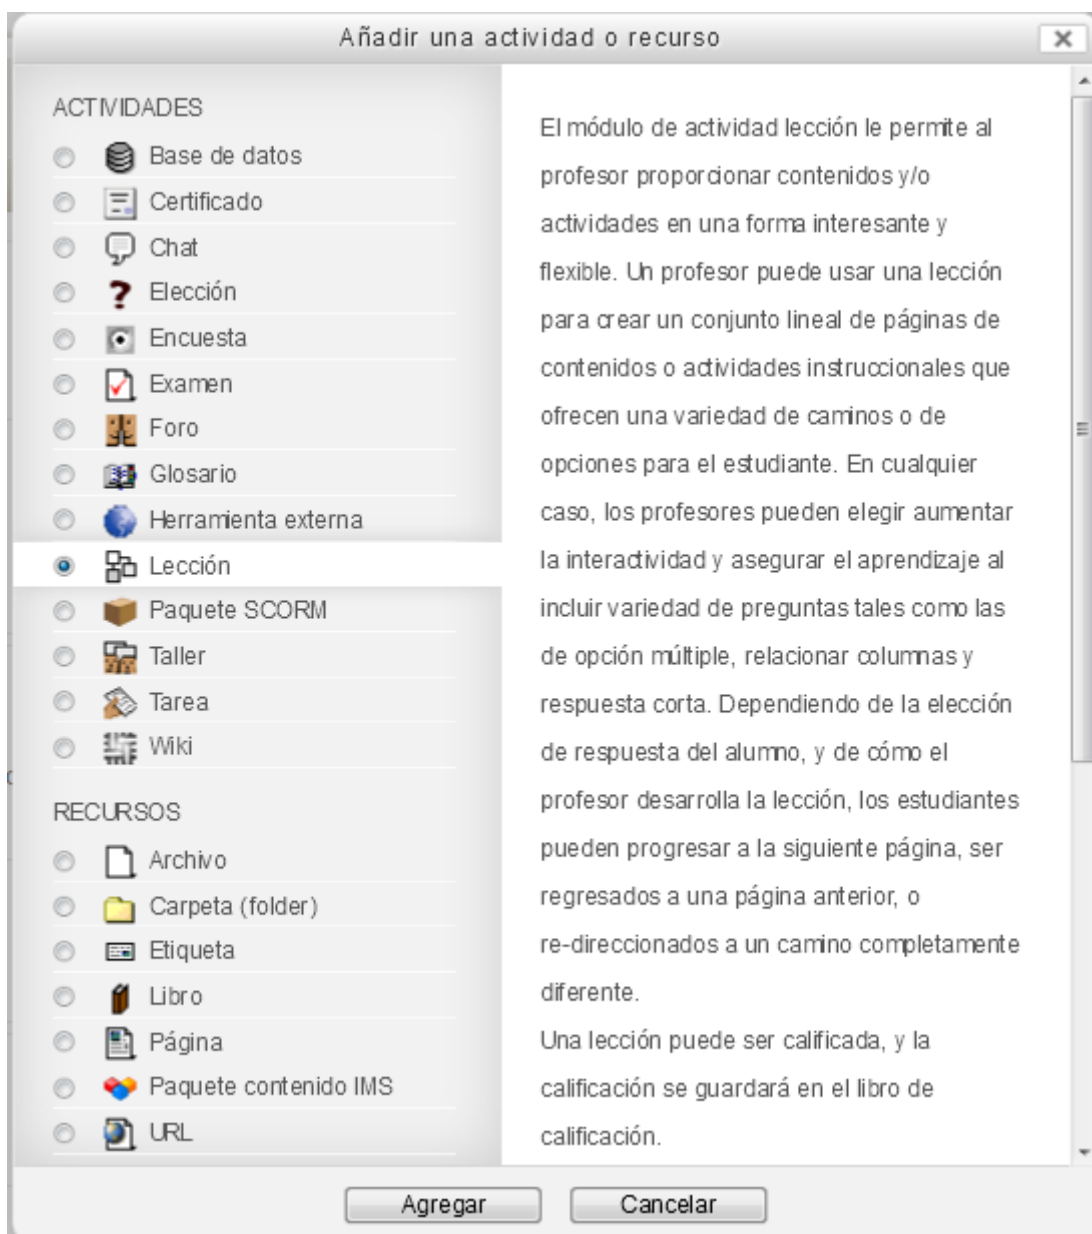 Añadir una actividad o recurso
ACTIVIDADES
Base de datos
Certificado
Chat
Elección
Encuesta
Examen
Foro
Glosario
Herramienta externa
Lección
Paquete SCORM
Taller
Tarea
Wiki
RECURSOS
Archivo
Carpeta (folder)
Etiqueta
Libro
Página
Paquete contenido IMS
URL
El módulo de actividad lección le permite al
profesor proporcionar contenidos y/o
actividades en una forma interesante y
flexible. Un profesor puede usar una lección
para crear un conjunto lineal de páginas de
contenidos o actividades instruccionales que
ofrecen una variedad de caminos o de
opciones para el estudiante. En cualquier
caso, los profesores pueden elegir aumentar
la interactividad y asegurar el aprendizaje al
incluir variedad de preguntas tales como las
de opción múltiple, relacionar columnas y
respuesta corta. Dependiendo de la elección
de respuesta del alumno, y de cómo el
profesor desarrolla la lección, los estudiantes
pueden progresar a la siguiente página, ser
regresados a una página anterior, o
re-direccionados a un camino completamente
diferente.
Una lección puede ser calificada, y la
calificación se guardará en el libro de
calificación.
Agregar
Cancelar